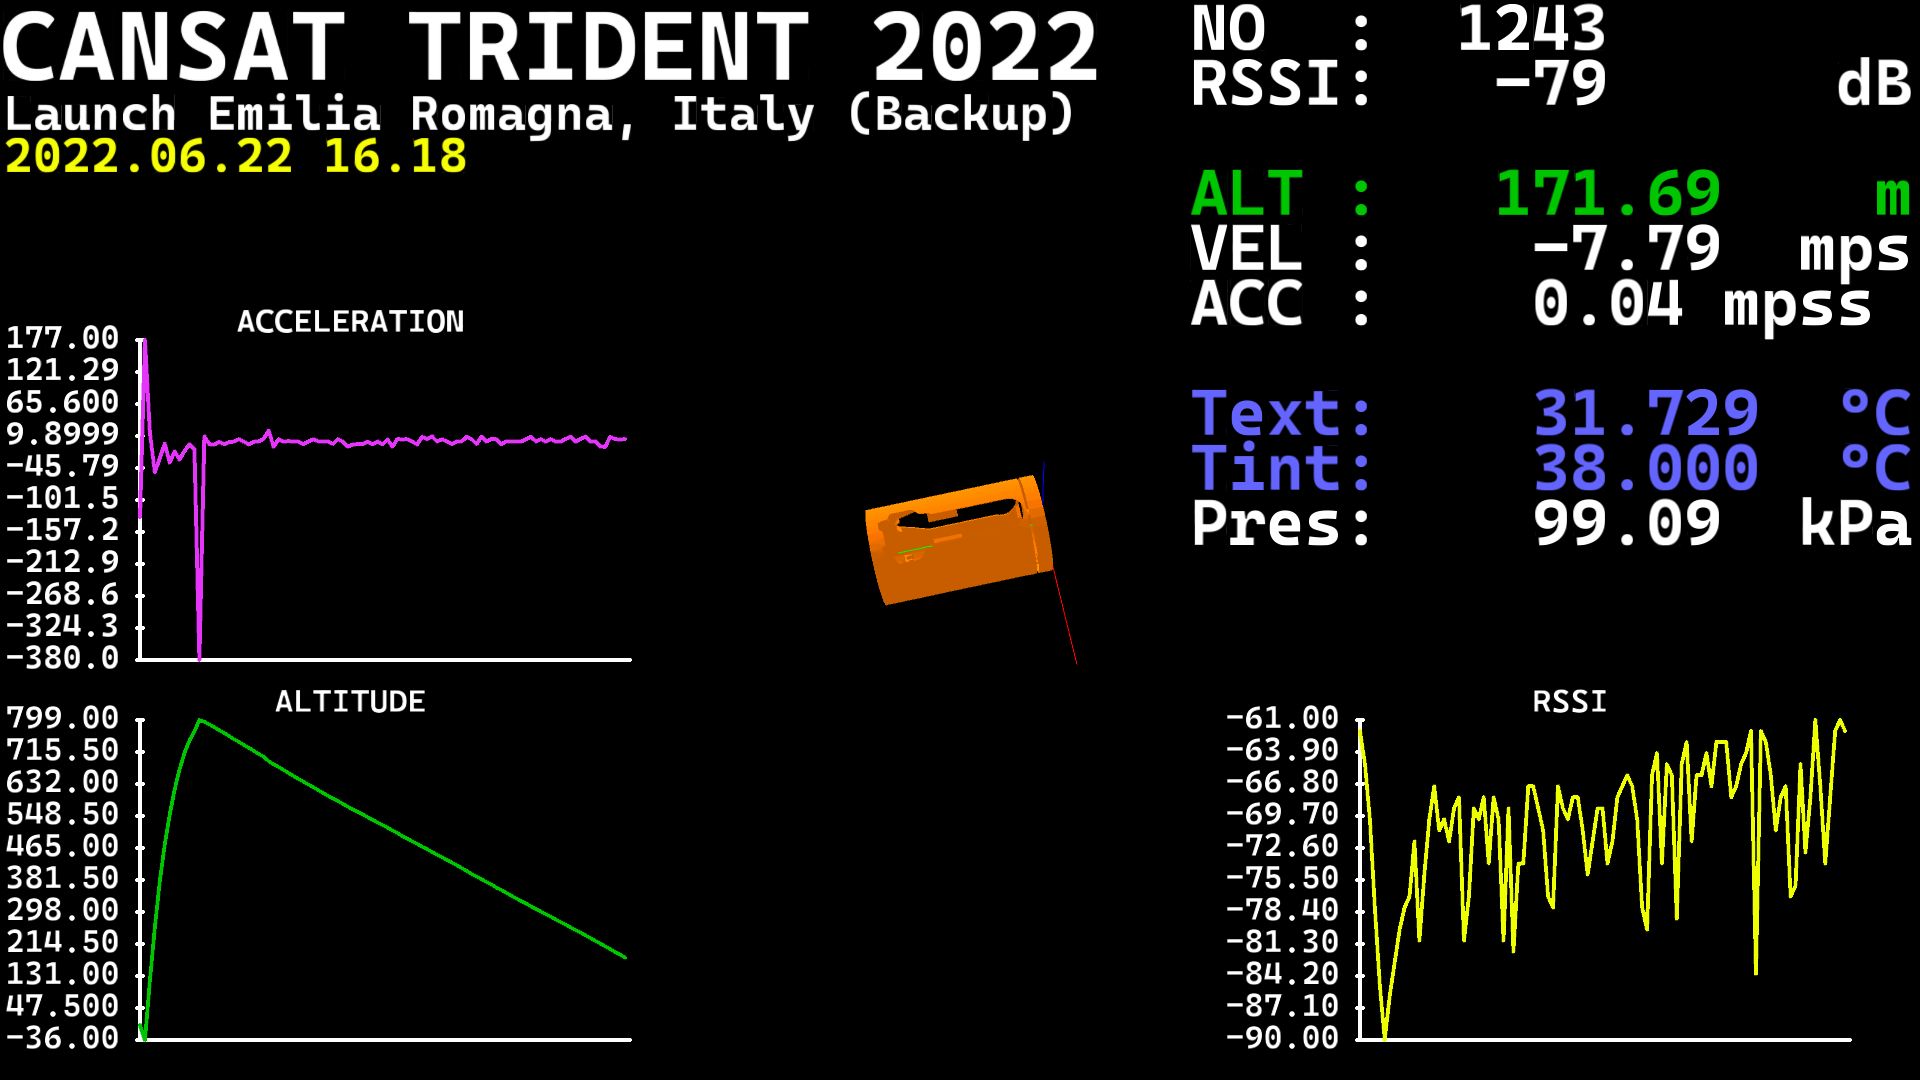 CANSAT TRIDENT 2022
Launch Emilia Romagna, Italy (Backup)
2022.06.22 16.18
NO : 1243
RSSI: -79 dB
ALT : 171.69 m
VEL : -7.79 mps
ACC : 0.04 mpss
Text: 31.729 °C
Tint: 38.000 °C
Pres: 99.09 kPa
ACCELERATION
177.00
121.29
65.600
9.8999
-45.79
-101.5
-157.2
-212.9
-268.6
-324.3
-380.0
ALTITUDE
799.00
715.50
632.00
548.50
465.00
381.50
298.00
214.50
131.00
47.500
-36.00
RSSI
-61.00
-63.90
-66.80
-69.70
-72.60
-75.50
-78.40
-81.30
-84.20
-87.10
-90.00